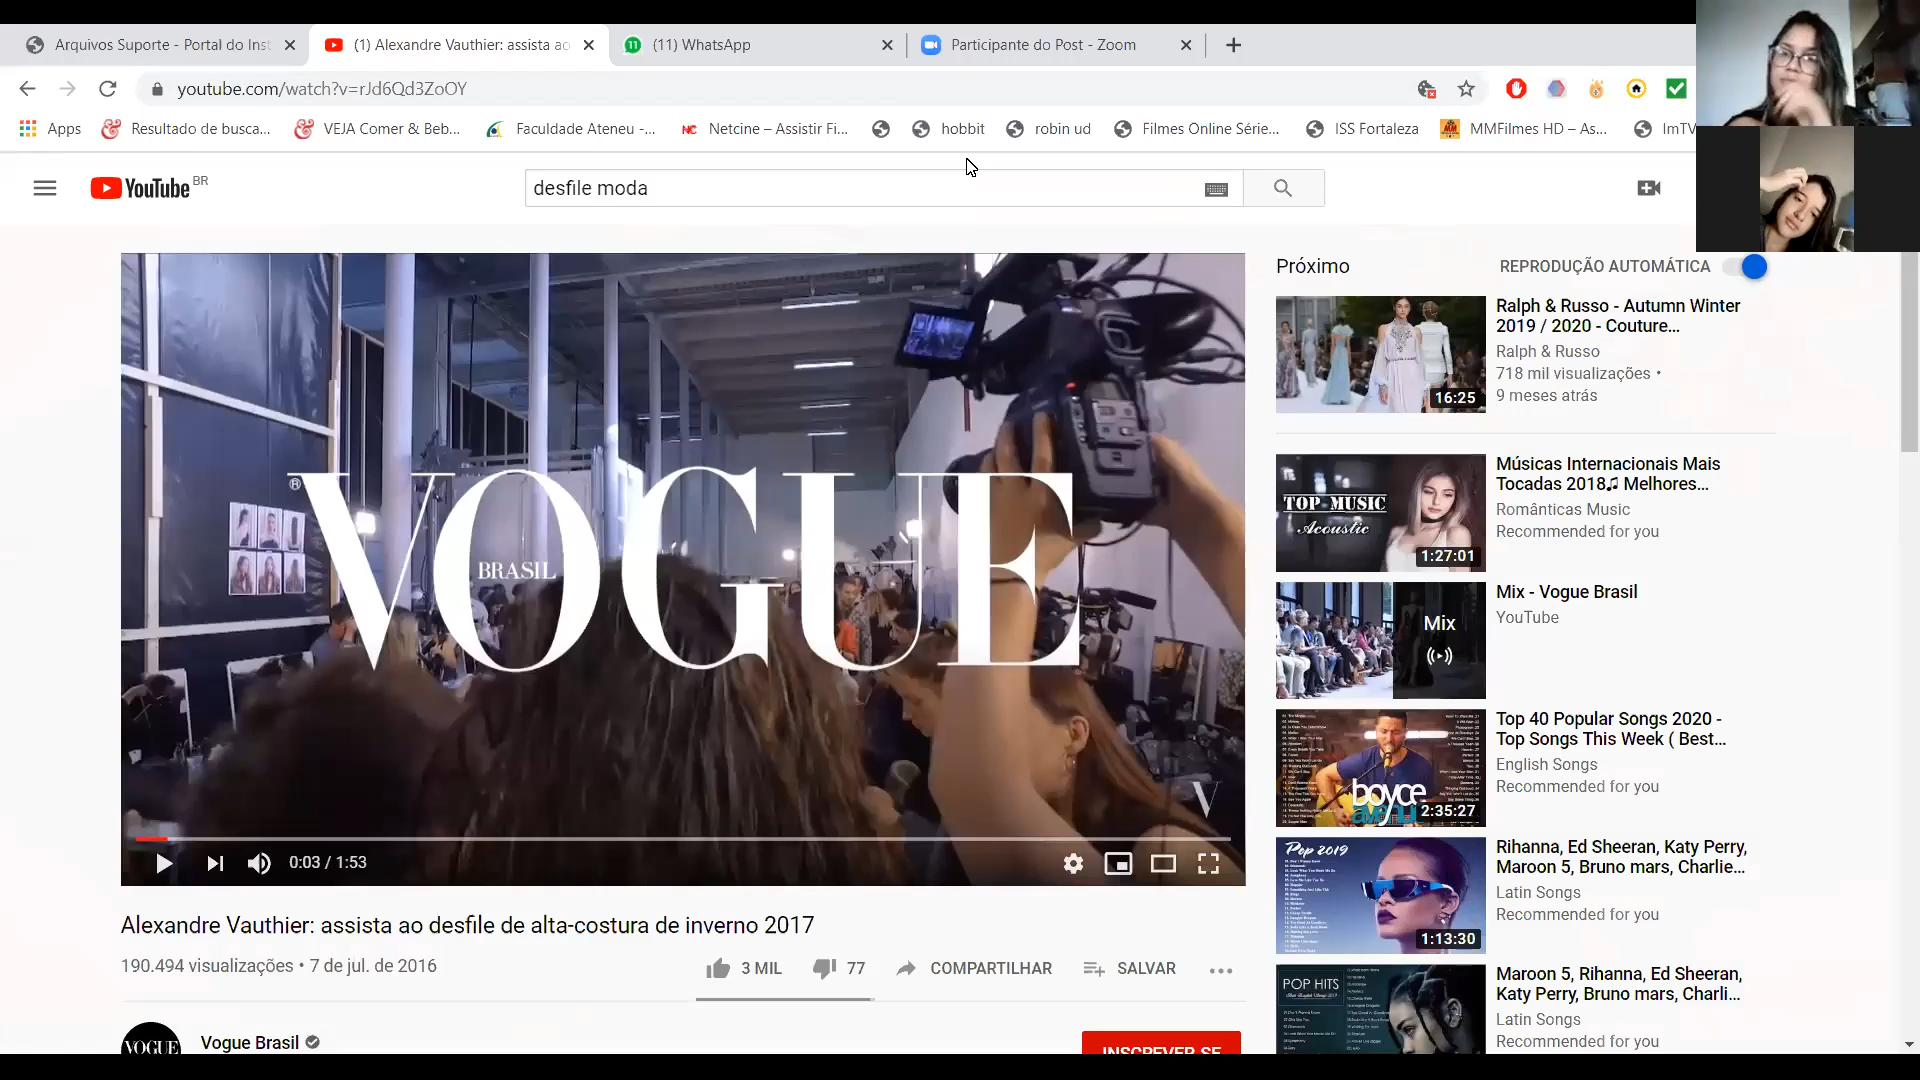 Arquivos Suporte - Portal do Inst
(1) Alexandre Vauthier: assista ao
(11) WhatsApp
Participante do Post - Zoom
youtube.com/watch?v=rJd6Qd3ZoOY
Apps
Resultado de busca...
VEJA Comer & Beb...
Faculdade Ateneu -...
NC
Netcine – Assistir Fi...
hobbit
robin ud
Filmes Online Série...
ISS Fortaleza
MMFilmes HD – As...
ImTV
YouTube BR
desfile moda
VOGUE
BRASIL
®
V
0:03 / 1:53
Alexandre Vauthier: assista ao desfile de alta-costura de inverno 2017
190.494 visualizações • 7 de jul. de 2016
3 MIL
77
COMPARTILHAR
SALVAR
VOGUE
Vogue Brasil
INSCREVER-SE
Próximo
REPRODUÇÃO AUTOMÁTICA
16:25
Ralph & Russo - Autumn Winter
2019 / 2020 - Couture...
Ralph & Russo
718 mil visualizações •
9 meses atrás
TOP MUSIC
Acoustic
1:27:01
Músicas Internacionais Mais
Tocadas 2018♫ Melhores...
Românticas Music
Recommended for you
Mix
Mix - Vogue Brasil
YouTube
boyce
avenue
2:35:27
Top 40 Popular Songs 2020 -
Top Songs This Week ( Best...
English Songs
Recommended for you
Pop 2019
1:13:30
Rihanna, Ed Sheeran, Katy Perry,
Maroon 5, Bruno mars, Charlie...
Latin Songs
Recommended for you
POP HITS
Maroon 5, Rihanna, Ed Sheeran,
Katy Perry, Bruno mars, Charli...
Latin Songs
Recommended for you